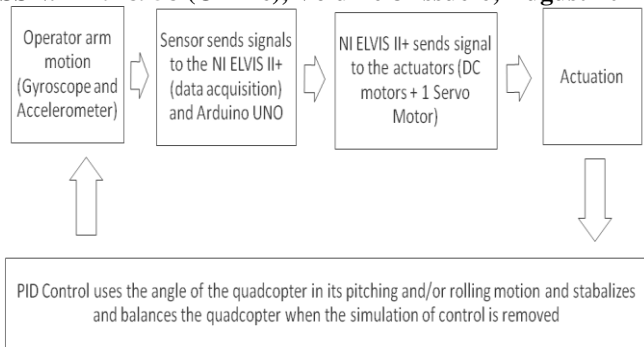 Operator arm
motion
(Gyroscope and
Accelerometer)
Sensor sends signals
to the NI ELVIS II+
(data acquisition)
and Arduino UNO
NI ELVIS II+ sends signal
to the actuators (DC
motors + 1 Servo
Motor)
Actuation
PID Control uses the angle of the quadcopter in its pitching and/or rolling motion and stabalizes
and balances the quadcopter when the simulation of control is removed